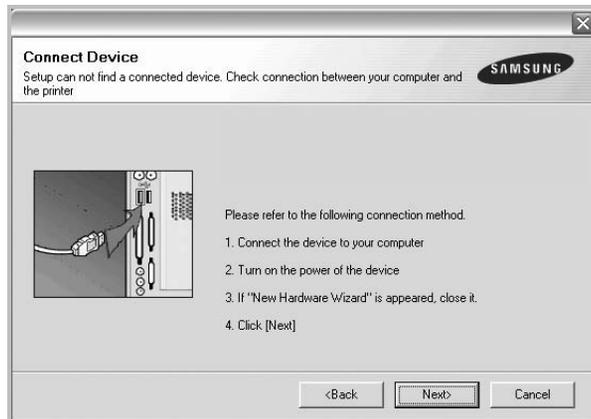 Connect Device
Setup can not find a connected device. Check connection between your computer and
the printer
SAMSUNG
Please refer to the following connection method.
1. Connect the device to your computer
2. Turn on the power of the device
3. If "New Hardware Wizard" is appeared, close it.
4. Click [Next]
<Back
Next>
Cancel